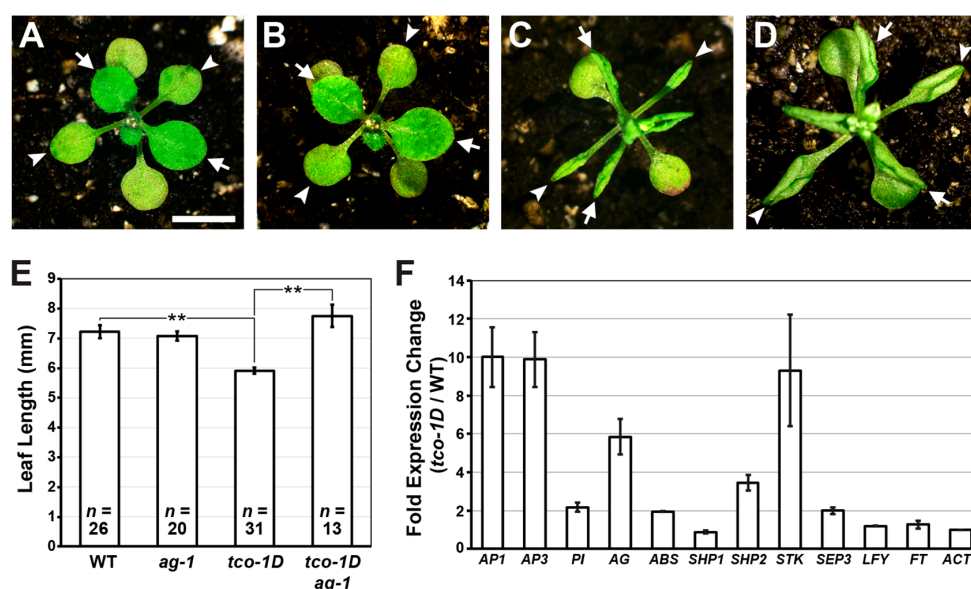 A
B
C
D
E
F
Leaf Length (mm)
9
8
7
6
5
4
3
2
1
0
**
**
n =
26
n =
20
n =
31
n =
13
WT
ag-1
tco-1D
tco-1D
ag-1
Fold Expression Change
(tco-1D / WT)
14
12
10
8
6
4
2
0
AP1
AP3
PI
AG
ABS
SHP1
SHP2
STK
SEP3
LFY
FT
ACT